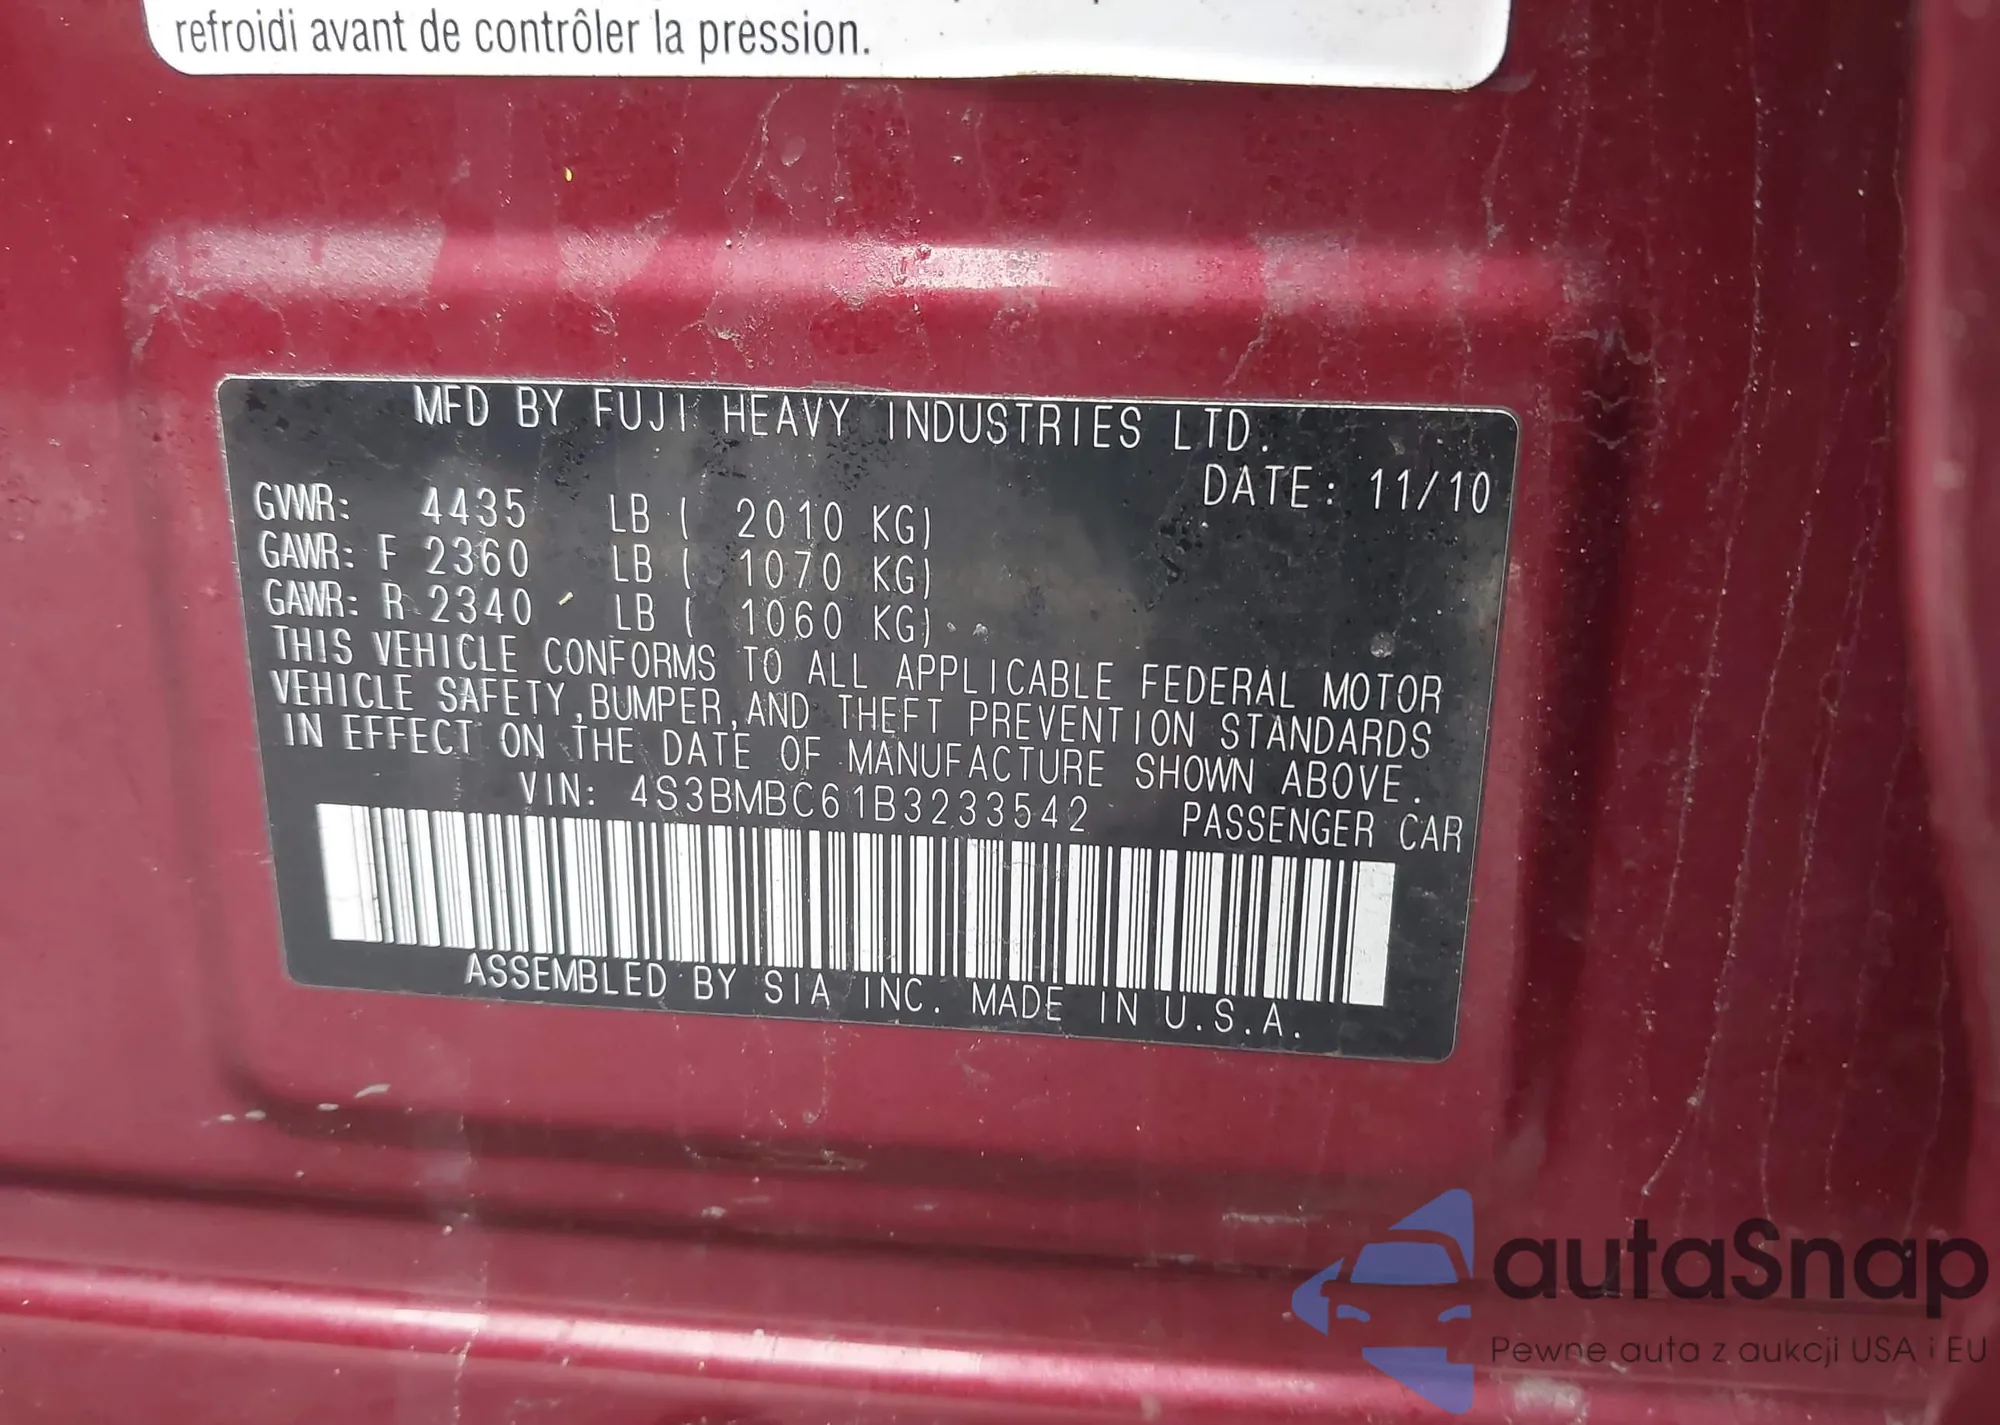 refroidi avant de contrôler la pression.
MFD BY FUJI HEAVY INDUSTRIES LTD.
DATE: 11/10
GVWR: 4435 LB ( 2010 KG)
GAWR: F 2360 LB ( 1070 KG)
GAWR: R 2340 LB ( 1060 KG)
THIS VEHICLE CONFORMS TO ALL APPLICABLE FEDERAL MOTOR
VEHICLE SAFETY,BUMPER,AND THEFT PREVENTION STANDARDS
IN EFFECT ON THE DATE OF MANUFACTURE SHOWN ABOVE.
VIN: 4S3BMBC61B3233542 PASSENGER CAR
ASSEMBLED BY SIA INC. MADE IN U.S.A.
autaSnap
Pewne auta z aukcji USA i EU